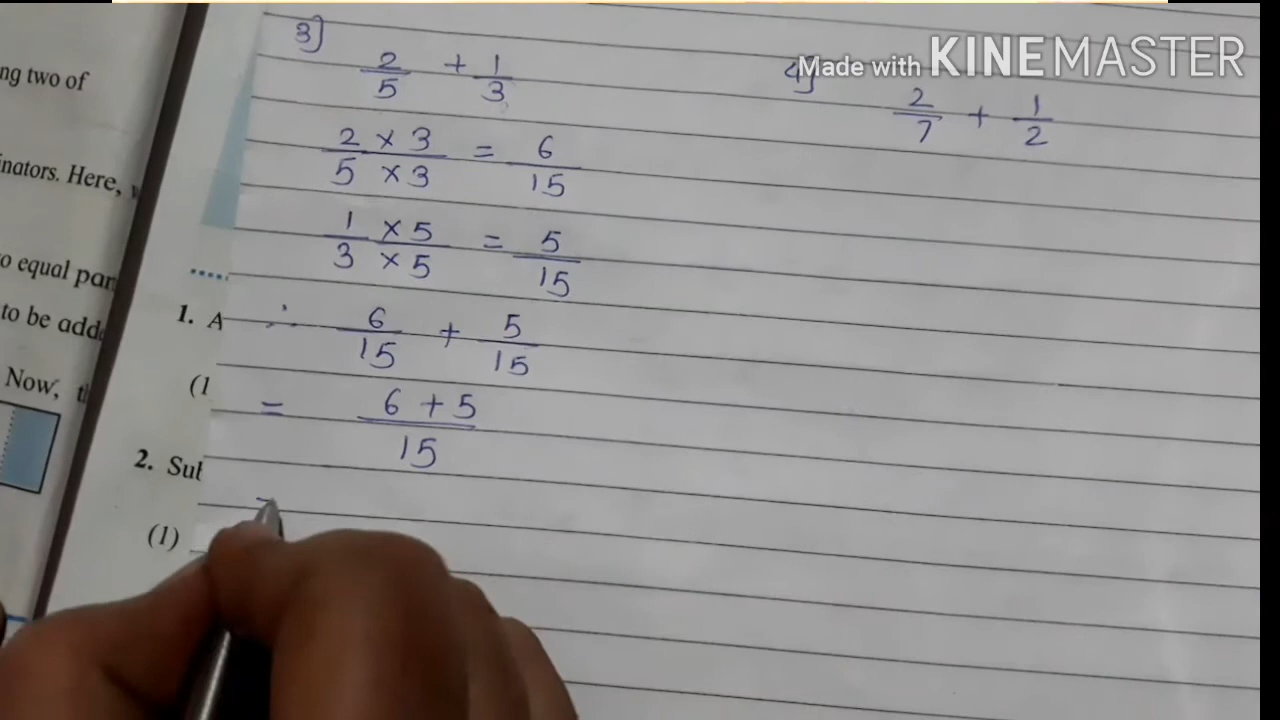 ng two of
inators. Here,
o equal par
to be add
Now,
1. A
(1
2. Sub
(1)
3)
2/5 + 1/3
2 × 3 / 5 × 3 = 6/15
1 × 5 / 3 × 5 = 5/15
∴ 6/15 + 5/15
= 6 + 5 / 15
4)
2/7 + 1/2
Made with KINEMASTER